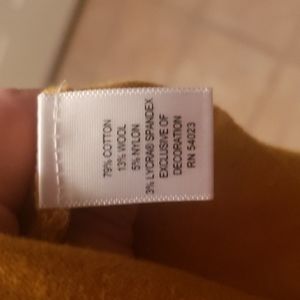 79% COTTON
13% WOOL
5% NYLON
3% LYCRA® SPANDEX
EXCLUSIVE OF
DECORATION
RN 54023